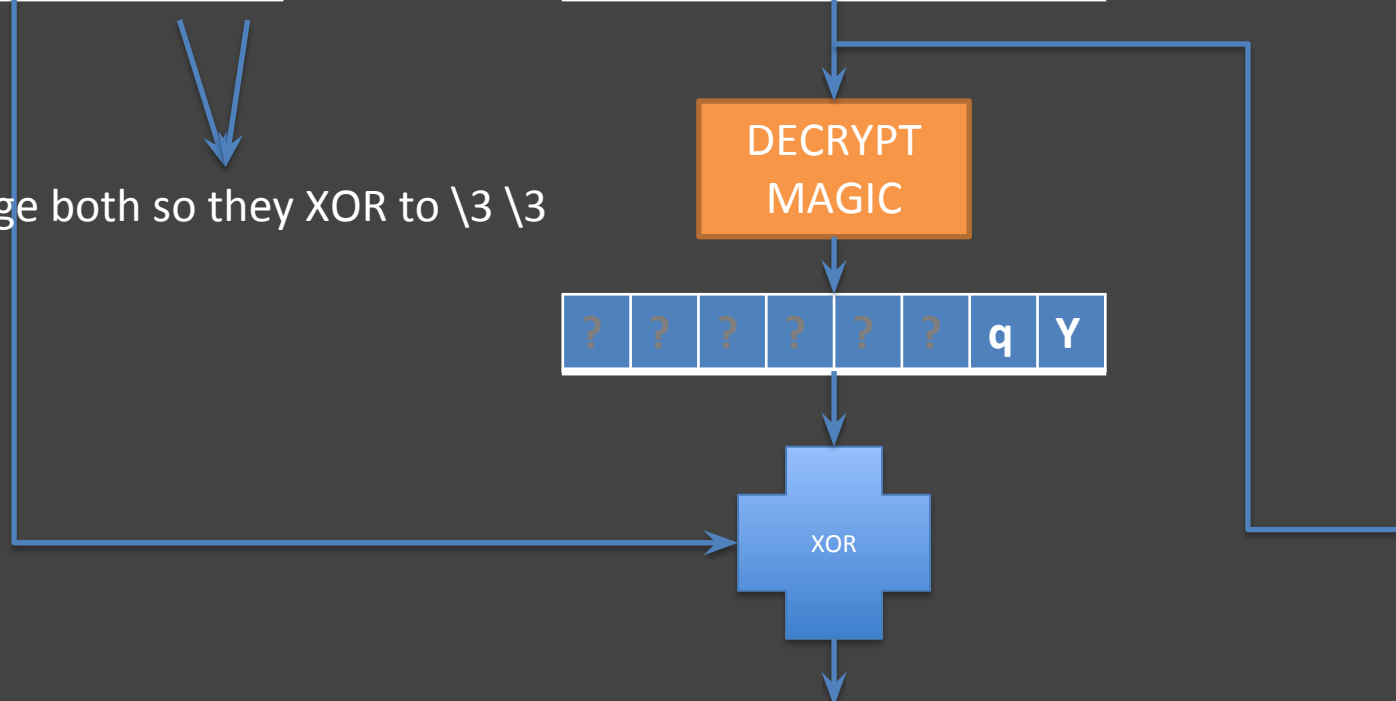 DECRYPT
MAGIC
ge both so they XOR to \3 \3
? ? ? ? ? ? q Y
XOR